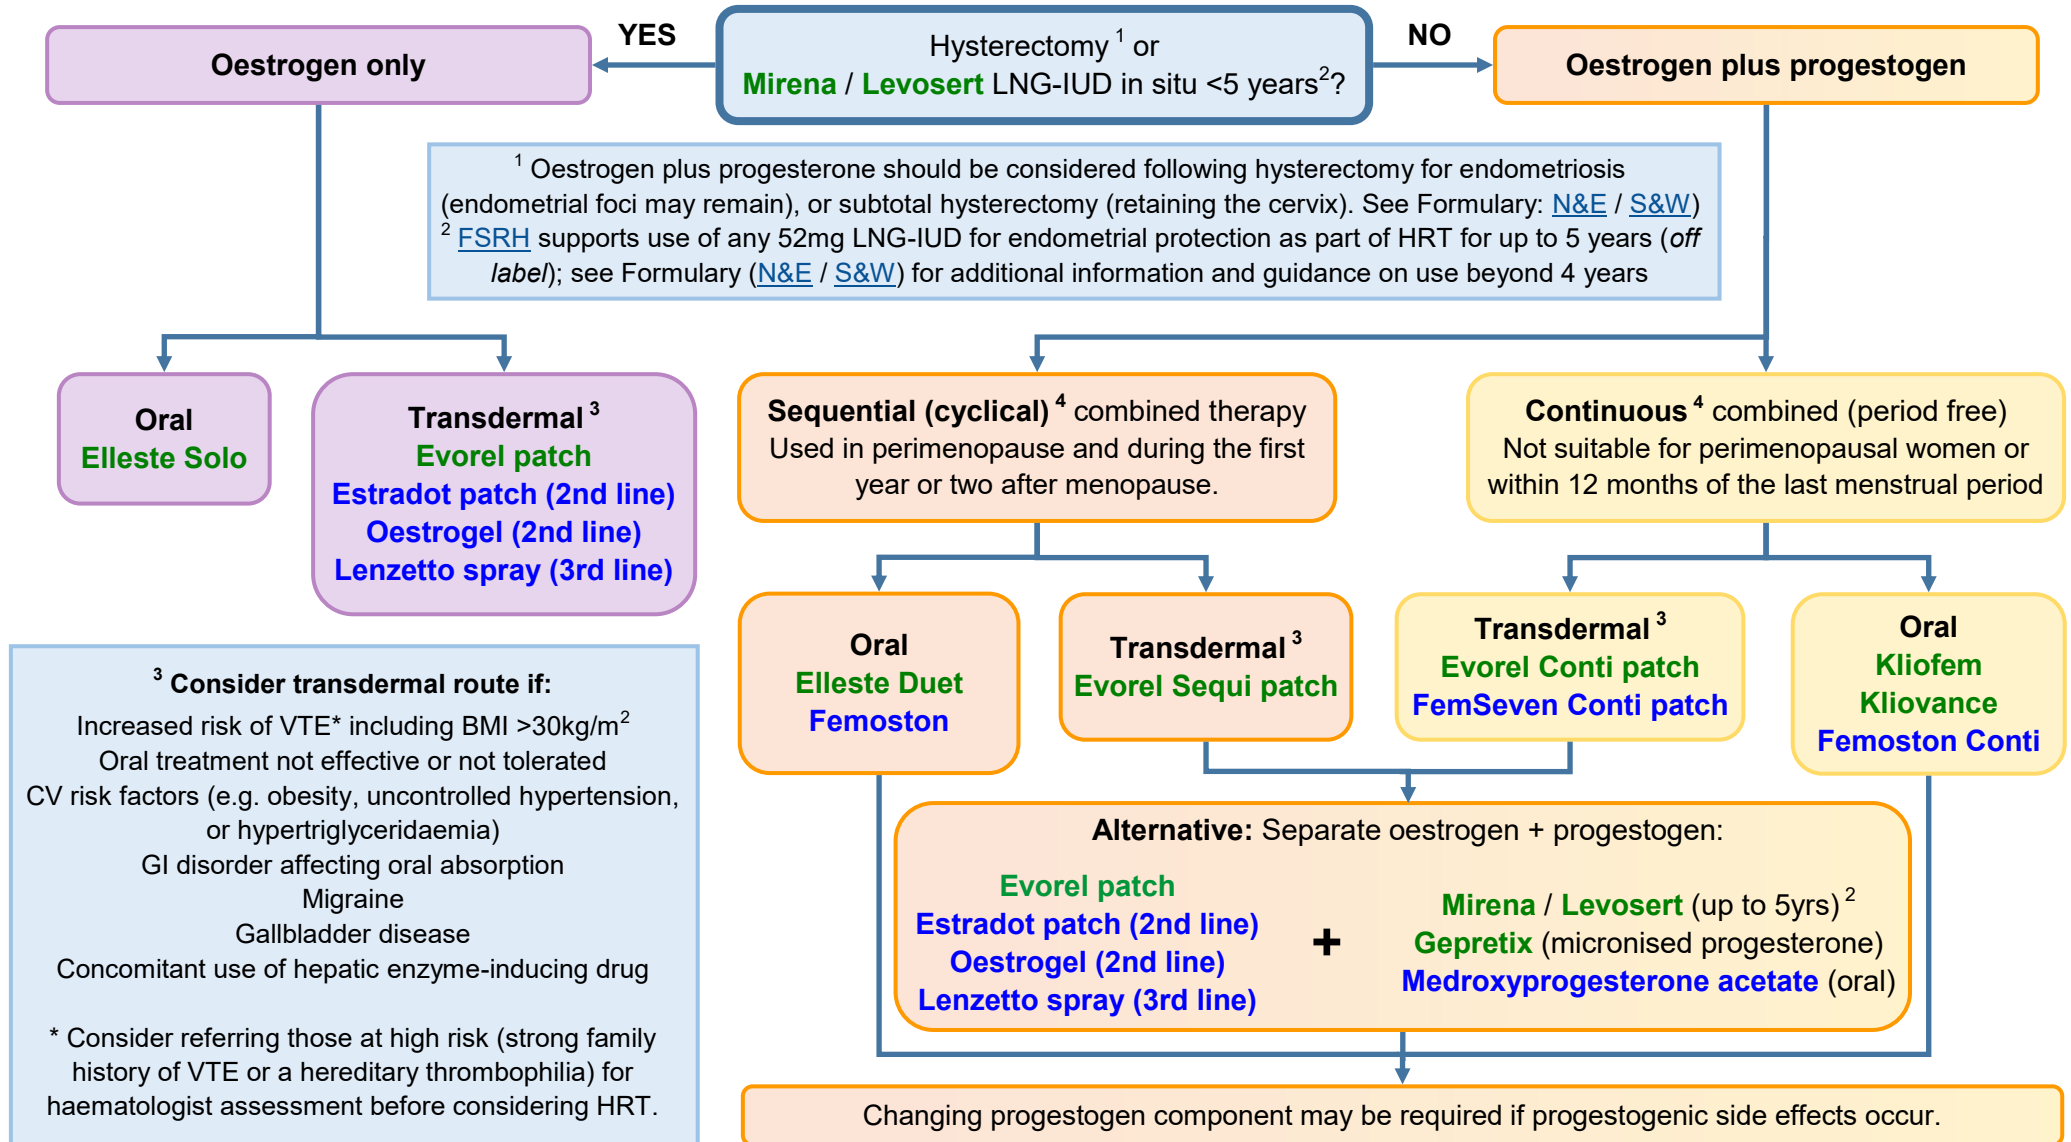 YES
NO
Oestrogen only
Hysterectomy ¹ or
Mirena / Levosert LNG-IUD in situ <5 years²?
Oestrogen plus progestogen
¹ Oestrogen plus progesterone should be considered following hysterectomy for endometriosis
(endometrial foci may remain), or subtotal hysterectomy (retaining the cervix). See Formulary: N&E / S&W)
² FSRH supports use of any 52mg LNG-IUD for endometrial protection as part of HRT for up to 5 years (off
label); see Formulary (N&E / S&W) for additional information and guidance on use beyond 4 years
Oral
Elleste Solo
Transdermal ³
Evorel patch
Estradot patch (2nd line)
Oestrogel (2nd line)
Lenzetto spray (3rd line)
Sequential (cyclical) ⁴ combined therapy
Used in perimenopause and during the first
year or two after menopause.
Continuous ⁴ combined (period free)
Not suitable for perimenopausal women or
within 12 months of the last menstrual period
Oral
Elleste Duet
Femoston
Transdermal ³
Evorel Sequi patch
Transdermal ³
Evorel Conti patch
FemSeven Conti patch
Oral
Kliofem
Kliovance
Femoston Conti
³ Consider transdermal route if:
Increased risk of VTE* including BMI >30kg/m²
Oral treatment not effective or not tolerated
CV risk factors (e.g. obesity, uncontrolled hypertension,
or hypertriglyceridaemia)
GI disorder affecting oral absorption
Migraine
Gallbladder disease
Concomitant use of hepatic enzyme-inducing drug
* Consider referring those at high risk (strong family
history of VTE or a hereditary thrombophilia) for
haematologist assessment before considering HRT.
Alternative: Separate oestrogen + progestogen:
Evorel patch
Estradot patch (2nd line)
Oestrogel (2nd line)
Lenzetto spray (3rd line)
+
Mirena / Levosert (up to 5yrs) ²
Gepretix (micronised progesterone)
Medroxyprogesterone acetate (oral)
Changing progestogen component may be required if progestogenic side effects occur.